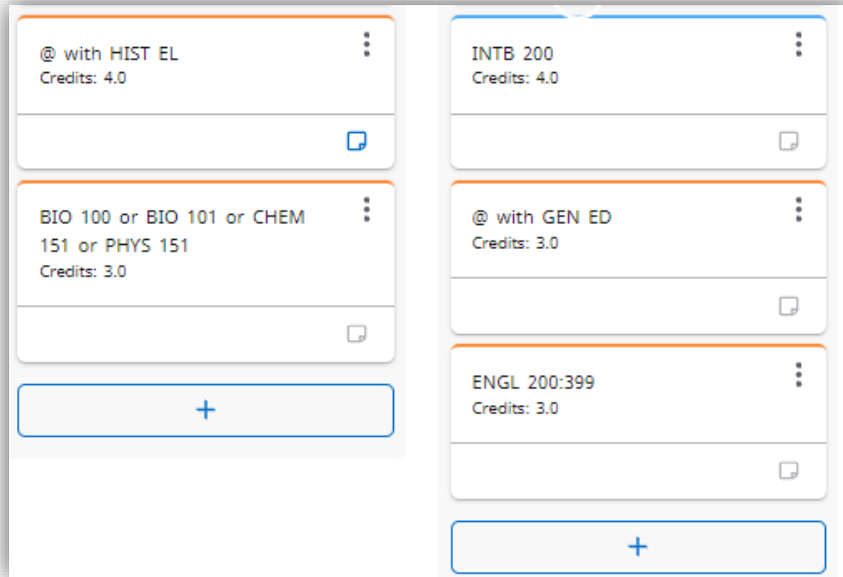 @ with HIST EL
Credits: 4.0
BIO 100 or BIO 101 or CHEM
151 or PHYS 151
Credits: 3.0
+
INTB 200
Credits: 4.0
@ with GEN ED
Credits: 3.0
ENGL 200:399
Credits: 3.0
+